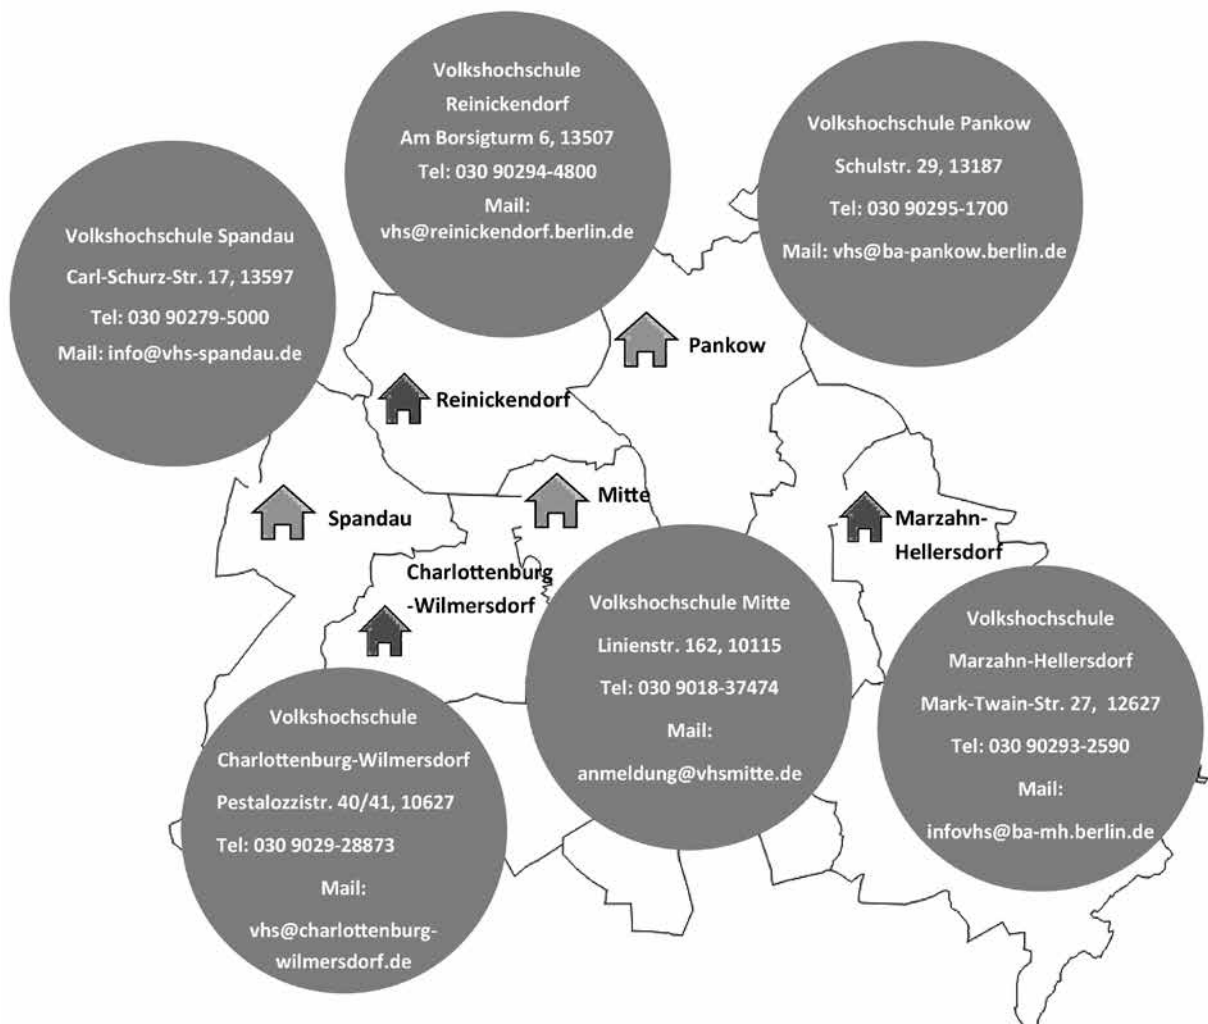 Volkshochschule
Reinickendorf
Am Borsigturm 6, 13507
Tel: 030 90294-4800
Mail:
vhs@reinickendorf.berlin.de
Volkshochschule Pankow
Schulstr. 29, 13187
Tel: 030 90295-1700
Mail: vhs@ba-pankow.berlin.de
Volkshochschule Spandau
Carl-Schurz-Str. 17, 13597
Tel: 030 90279-5000
Mail: info@vhs-spandau.de
Pankow
Reinickendorf
Mitte
Spandau
Marzahn-
Hellersdorf
Charlottenburg
-Wilmersdorf
Volkshochschule Mitte
Linienstr. 162, 10115
Tel: 030 9018-37474
Mail:
anmeldung@vhsmitte.de
Volkshochschule
Marzahn-Hellersdorf
Mark-Twain-Str. 27, 12627
Tel: 030 90293-2590
Mail:
infovhs@ba-mh.berlin.de
Volkshochschule
Charlottenburg-Wilmersdorf
Pestalozzistr. 40/41, 10627
Tel: 030 9029-28873
Mail:
vhs@charlottenburg-
wilmersdorf.de